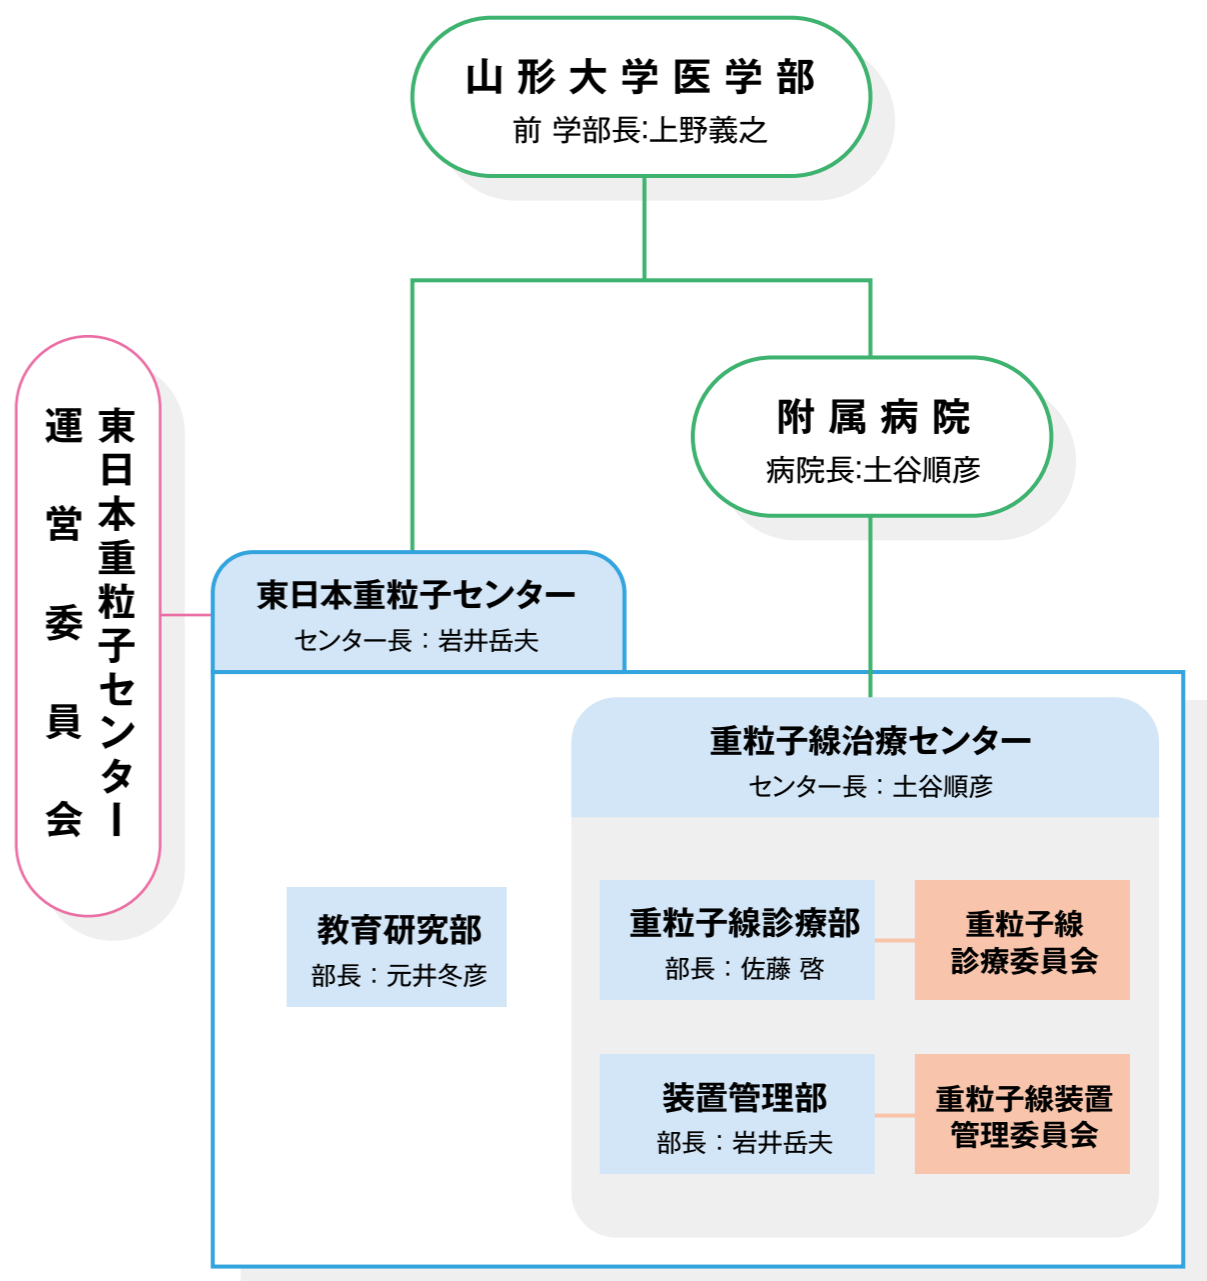 山形大学医学部
前 学部長:上野義之
附属病院
病院長:土谷順彦
東日本重粒子センター
運営委員会
東日本重粒子センター
センター長：岩井岳夫
重粒子線治療センター
センター長：土谷順彦
教育研究部
部長：元井冬彦
重粒子線診療部
部長：佐藤 啓
重粒子線
診療委員会
装置管理部
部長：岩井岳夫
重粒子線装置
管理委員会